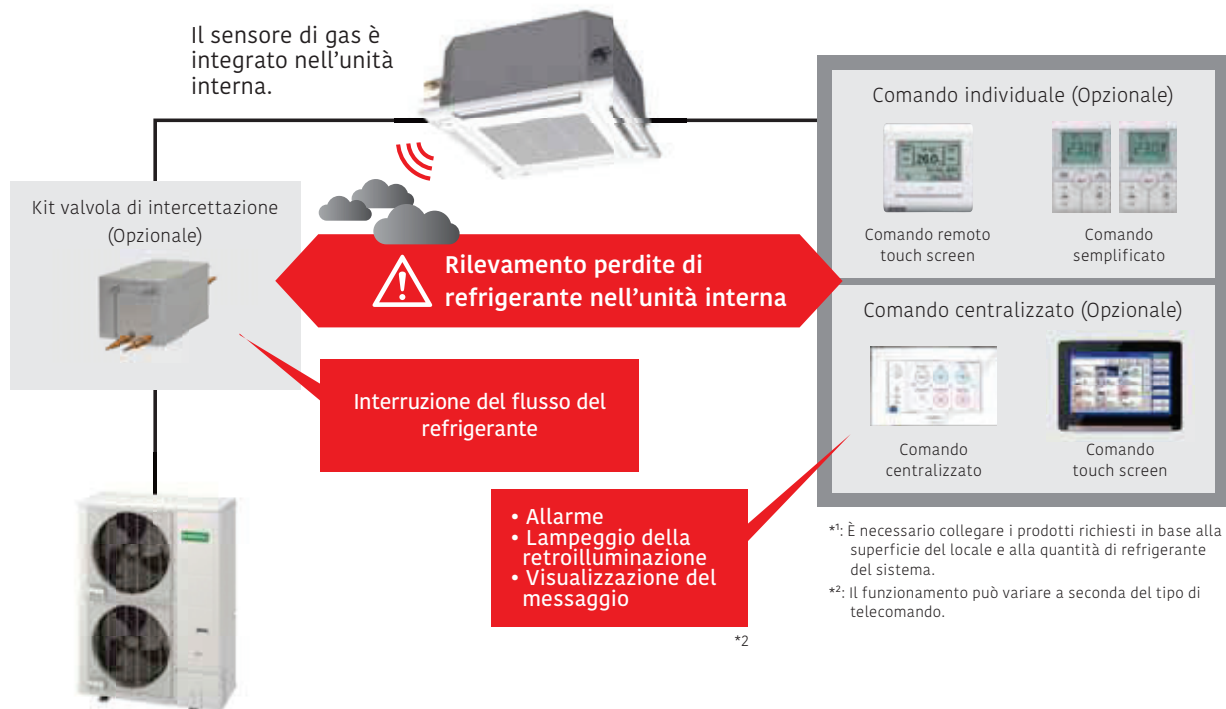 Il sensore di gas è
integrato nell'unità
interna.
Kit valvola di intercettazione
(Opzionale)
Rilevamento perdite di
refrigerante nell'unità interna
Interruzione del flusso del
refrigerante
• Allarme
• Lampeggio della
retroilluminazione
• Visualizzazione del
messaggio
*2
Comando individuale (Opzionale)
Comando remoto
touch screen
Comando
semplificato
Comando centralizzato (Opzionale)
Comando
centralizzato
Comando
touch screen
*¹: È necessario collegare i prodotti richiesti in base alla
superficie del locale e alla quantità di refrigerante
del sistema.
*²: Il funzionamento può variare a seconda del tipo di
telecomando.